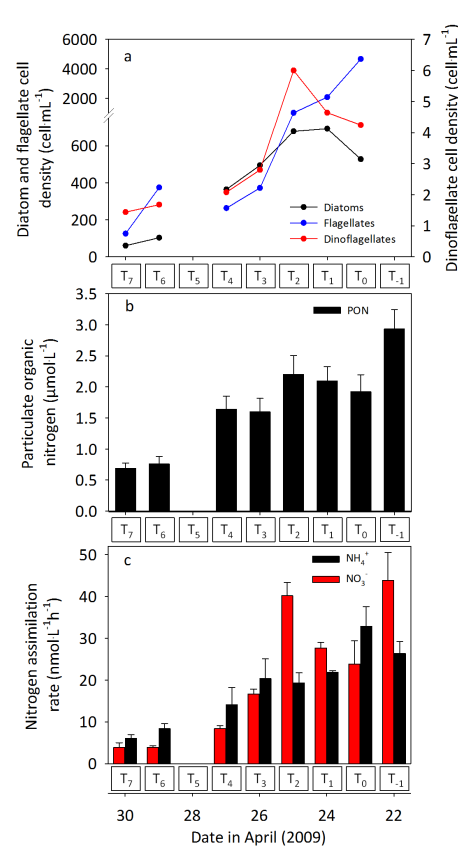 a
6000
4000
2000
600
400
200
0
Diatom and flagellate cell
density (cell·mL⁻¹)
7
6
5
4
3
2
1
0
Dinoflagellate cell density (cell·mL⁻¹)
Diatoms
Flagellates
Dinoflagellates
T₇ T₆ T₅ T₄ T₃ T₂ T₁ T₀ T₋₁
b
3.5
3.0
2.5
2.0
1.5
1.0
0.5
0.0
Particulate organic
nitrogen (μmol·L⁻¹)
PON
T₇ T₆ T₅ T₄ T₃ T₂ T₁ T₀ T₋₁
c
50
40
30
20
10
0
Nitrogen assimilation
rate (nmol·L⁻¹h⁻¹)
NH₄⁺
NO₃⁻
T₇ T₆ T₅ T₄ T₃ T₂ T₁ T₀ T₋₁
30 28 26 24 22
Date in April (2009)